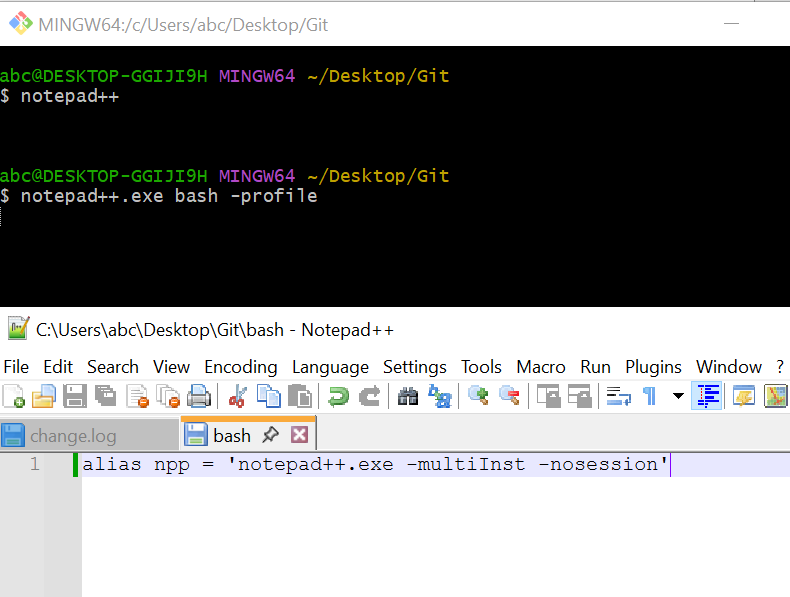 MINGW64:/c/Users/abc/Desktop/Git
abc@DESKTOP-GGIJI9H MINGW64 ~/Desktop/Git
$ notepad++
abc@DESKTOP-GGIJI9H MINGW64 ~/Desktop/Git
$ notepad++.exe bash -profile
C:\Users\abc\Desktop\Git\bash - Notepad++
File Edit Search View Encoding Language Settings Tools Macro Run Plugins Window ?
change.log bash
1 alias npp = 'notepad++.exe -multiInst -nosession'